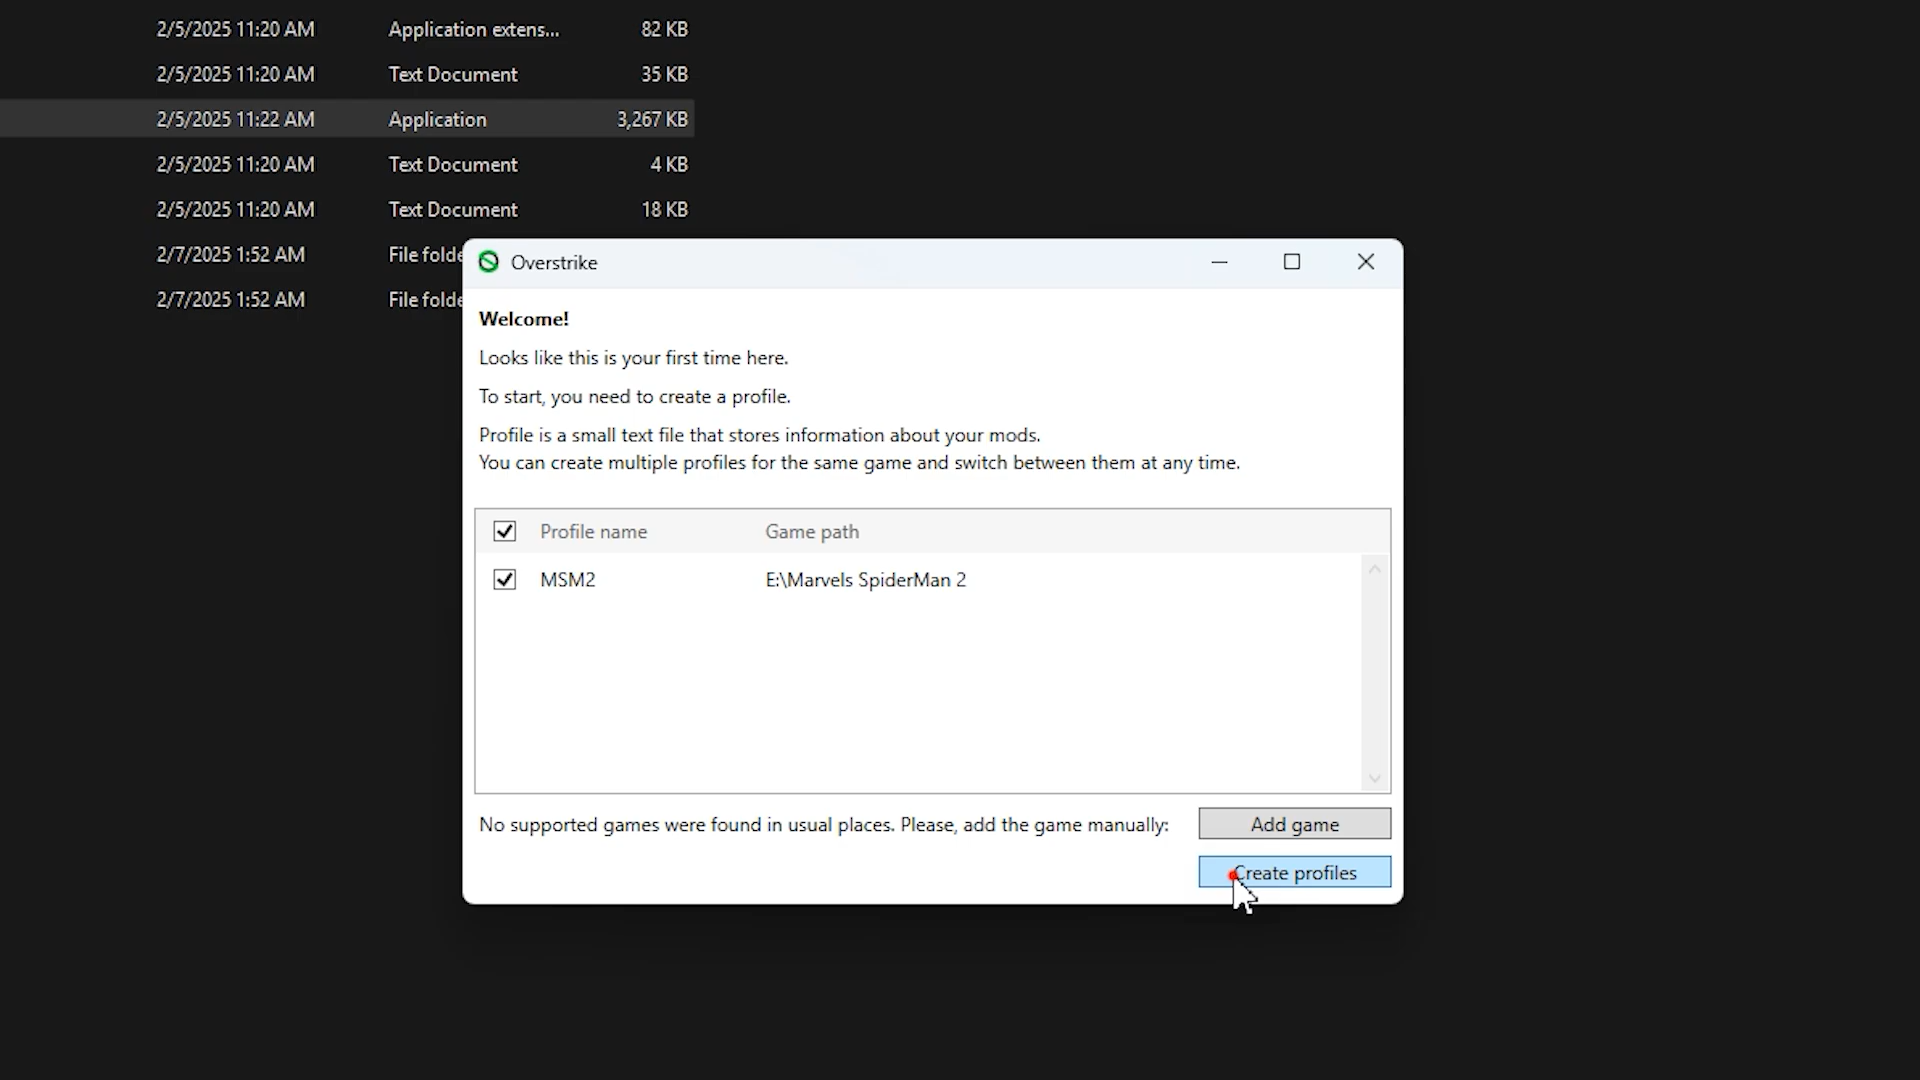 2/5/2025 11:20 AM Application extens... 82 KB
2/5/2025 11:20 AM Text Document 35 KB
2/5/2025 11:22 AM Application 3,267 KB
2/5/2025 11:20 AM Text Document 4 KB
2/5/2025 11:20 AM Text Document 18 KB
2/7/2025 1:52 AM File folde
2/7/2025 1:52 AM File folde
Overstrike
Welcome!
Looks like this is your first time here.
To start, you need to create a profile.
Profile is a small text file that stores information about your mods.
You can create multiple profiles for the same game and switch between them at any time.
Profile name Game path
MSM2 E:\Marvels SpiderMan 2
No supported games were found in usual places. Please, add the game manually: Add game
Create profiles